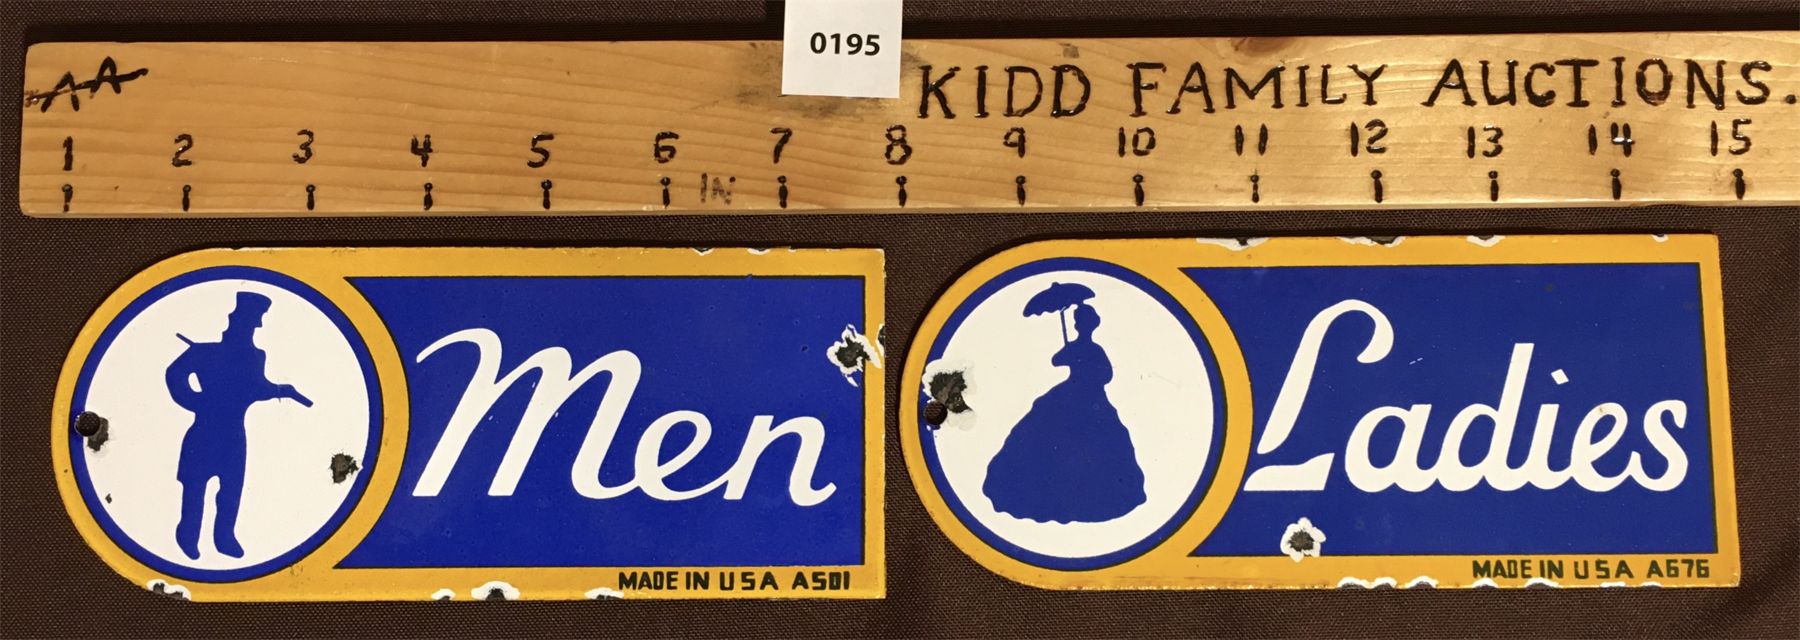 0195
AA
KIDD FAMILY AUCTIONS.
1 2 3 4 5 6 7 8 9 10 11 12 13 14 15
IN
Men
MADE IN USA A501
Ladies
MADE IN USA A676